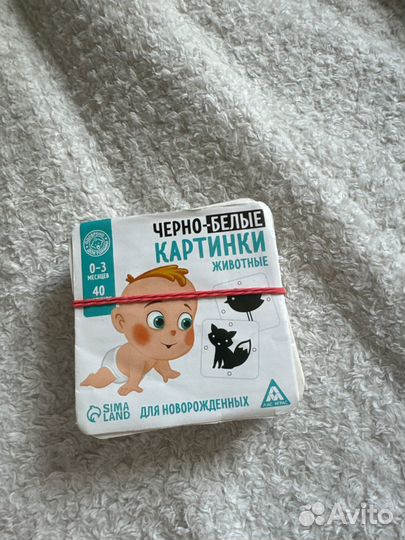 ЧЕРНО-БЕЛЫЕ
КАРТИНКИ
ЖИВОТНЫЕ
0-3
МЕСЯЦЕВ
40
SIMA
LAND
ДЛЯ НОВОРОЖДЕННЫХ
Avito